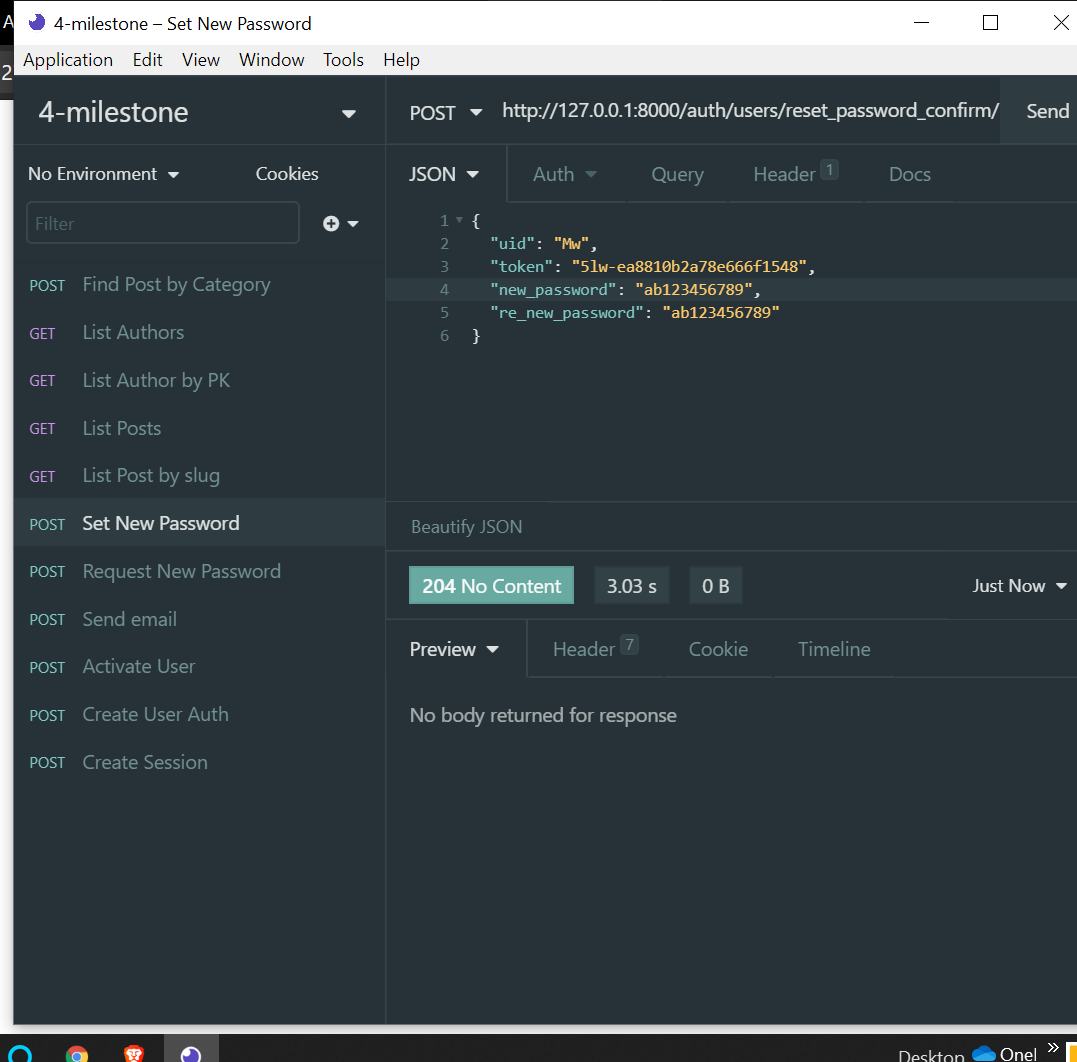 A
4-milestone – Set New Password
Application Edit View Window Tools Help
2
4-milestone
POST http://127.0.0.1:8000/auth/users/reset_password_confirm/ Send
No Environment Cookies
JSON Auth Query Header 1 Docs
Filter
1 {
2 "uid": "Mw",
3 "token": "5lw-ea8810b2a78e666f1548",
4 "new_password": "ab123456789",
5 "re_new_password": "ab123456789"
6 }
POST Find Post by Category
GET List Authors
GET List Author by PK
GET List Posts
GET List Post by slug
POST Set New Password
POST Request New Password
POST Send email
POST Activate User
POST Create User Auth
POST Create Session
Beautify JSON
204 No Content 3.03 s 0 B Just Now
Preview Header 7 Cookie Timeline
No body returned for response
Desktop OneI »